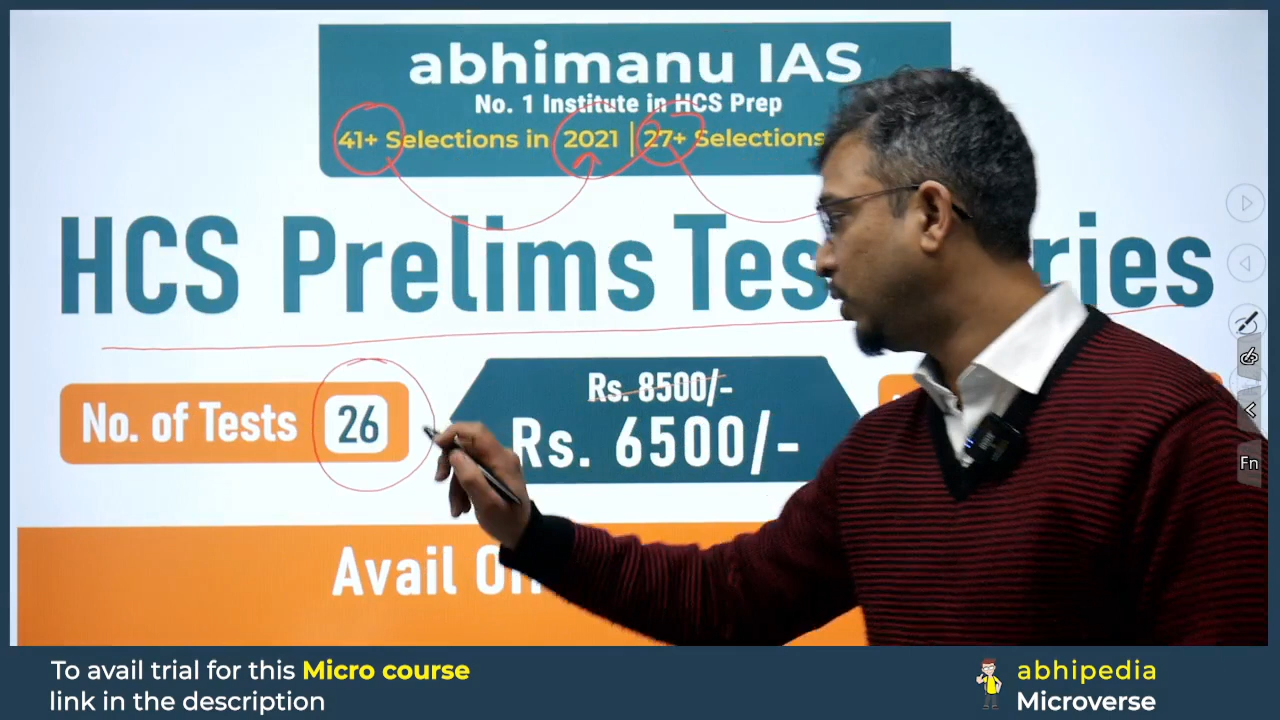 abhimanu IAS
No. 1 Institute in HCS Prep
41+ Selections in 2021 | 27+ Selections
HCS Prelims Tes ries
No. of Tests 26
Rs. 8500/-
Rs. 6500/-
Avail
Fn
To avail trial for this Micro course
link in the description
abhipedia
Microverse